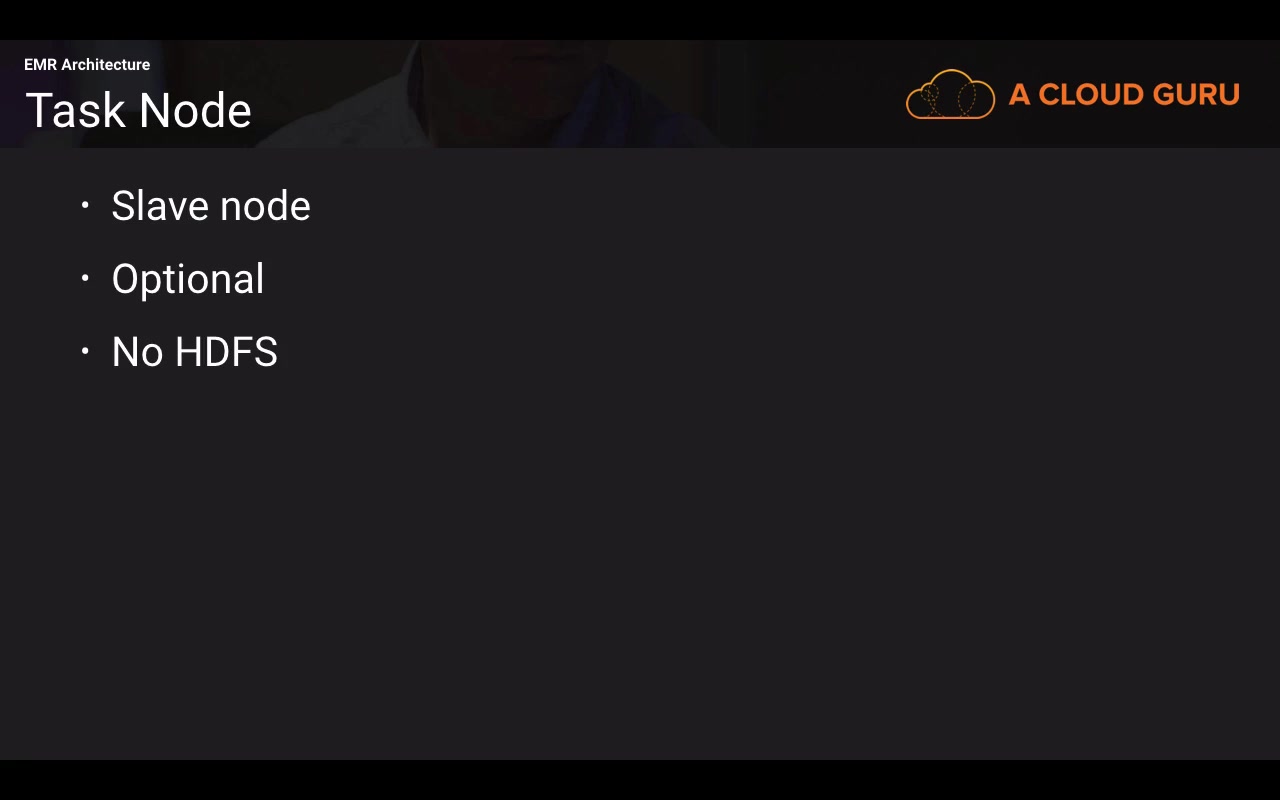 EMR Architecture
Task Node
A CLOUD GURU
• Slave node
• Optional
• No HDFS